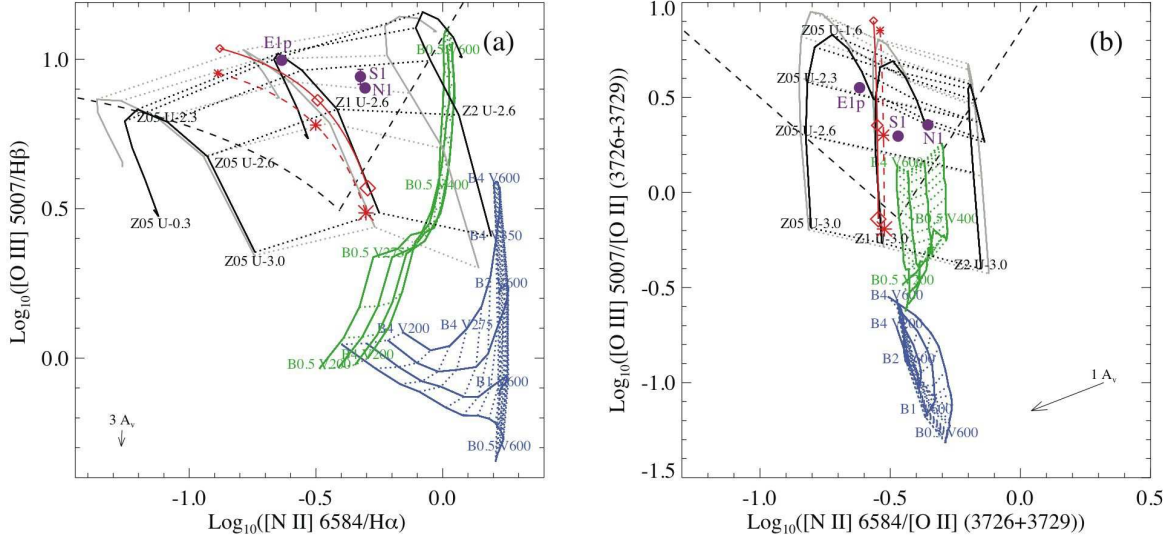 (a)
E1p
B0.5 V600
S1
N1
Z1 U-2.6
Z2 U-2.6
Z05 U-2.3
Z05 U-2.6
Z05 U-0.3
Z05 U-3.0
B0.5 V400
B4 V600
B4 V350
B0.5 V275
B2 V600
B4 V275
B4 V200
B4 V200
B0.5 V200
B1 V600
B0.5 V600
3 Aᵥ
1.0
0.5
0.0
-1.0
-0.5
0.0
Log₁₀([O III] 5007/Hβ)
Log₁₀([N II] 6584/Hα)
(b)
Z05 U-1.6
Z05 U-2.3
E1p
S1
N1
Z05 U-2.6
B4 V600
Z05 U-3.0
B0.5 V400
Z1 U-3.0
Z2 U-3.0
B4 V600
B1 V600
B0.5 V600
1 Aᵥ
1.0
0.5
0.0
-0.5
-1.0
-1.5
-1.0
-0.5
0.0
0.5
Log₁₀([O III] 5007/[O II] (3726+3729))
Log₁₀([N II] 6584/[O II] (3726+3729))